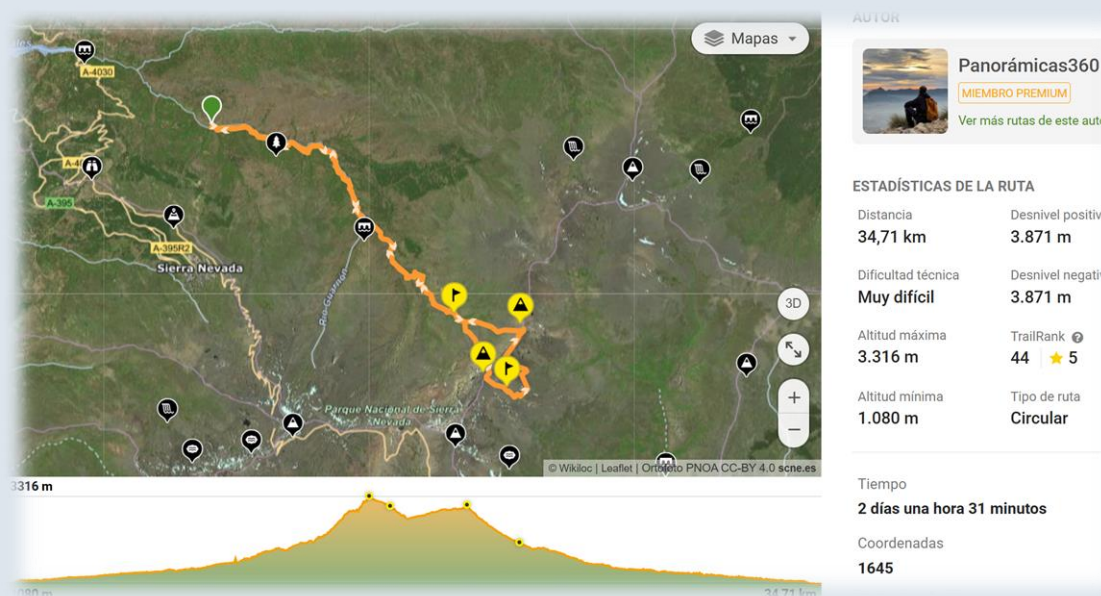 Mapas
A-4030
A-395
A-395R2
Sierra Nevada
Río Guarnón
3D
Parque Nacional de Sierra
Nevada
+
−
© Wikiloc | Leaflet | Ortofoto PNOA CC-BY 4.0 scne.es
3316 m
34,71 km
AUTOR
Panorámicas360
MIEMBRO PREMIUM
Ver más rutas de este auto
ESTADÍSTICAS DE LA RUTA
Distancia Desnivel positiv
34,71 km 3.871 m
Dificultad técnica Desnivel negativ
Muy difícil 3.871 m
Altitud máxima TrailRank
3.316 m 44 5
Altitud mínima Tipo de ruta
1.080 m Circular
Tiempo
2 días una hora 31 minutos
Coordenadas
1645